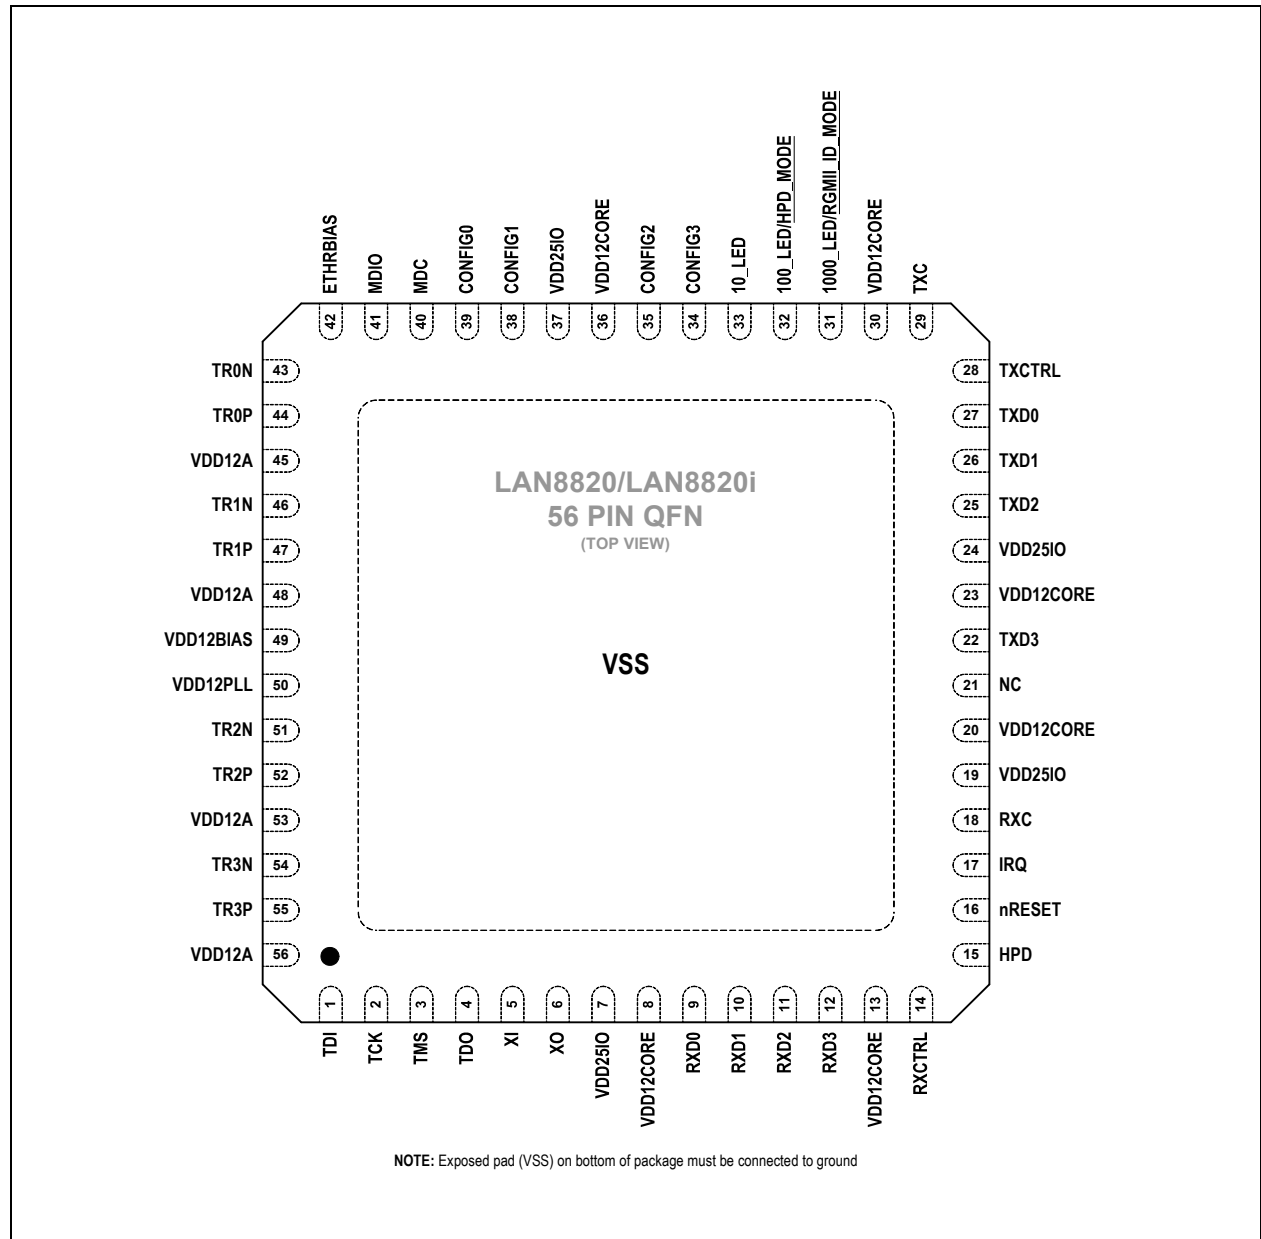 ETHRBIAS
MDIO
MDC
CONFIG0
CONFIG1
VDD25IO
VDD12CORE
CONFIG2
CONFIG3
10_LED
100_LED/HPD_MODE
1000_LED/RGMII_ID_MODE
VDD12CORE
TXC
42
41
40
39
38
37
36
35
34
33
32
31
30
29
TR0N 43
TR0P 44
VDD12A 45
TR1N 46
TR1P 47
VDD12A 48
VDD12BIAS 49
VDD12PLL 50
TR2N 51
TR2P 52
VDD12A 53
TR3N 54
TR3P 55
VDD12A 56
LAN8820/LAN8820i
56 PIN QFN
(TOP VIEW)
VSS
28 TXCTRL
27 TXD0
26 TXD1
25 TXD2
24 VDD25IO
23 VDD12CORE
22 TXD3
21 NC
20 VDD12CORE
19 VDD25IO
18 RXC
17 IRQ
16 nRESET
15 HPD
1
2
3
4
5
6
7
8
9
10
11
12
13
14
TDI
TCK
TMS
TDO
XI
XO
VDD25IO
VDD12CORE
RXD0
RXD1
RXD2
RXD3
VDD12CORE
RXCTRL
NOTE: Exposed pad (VSS) on bottom of package must be connected to ground